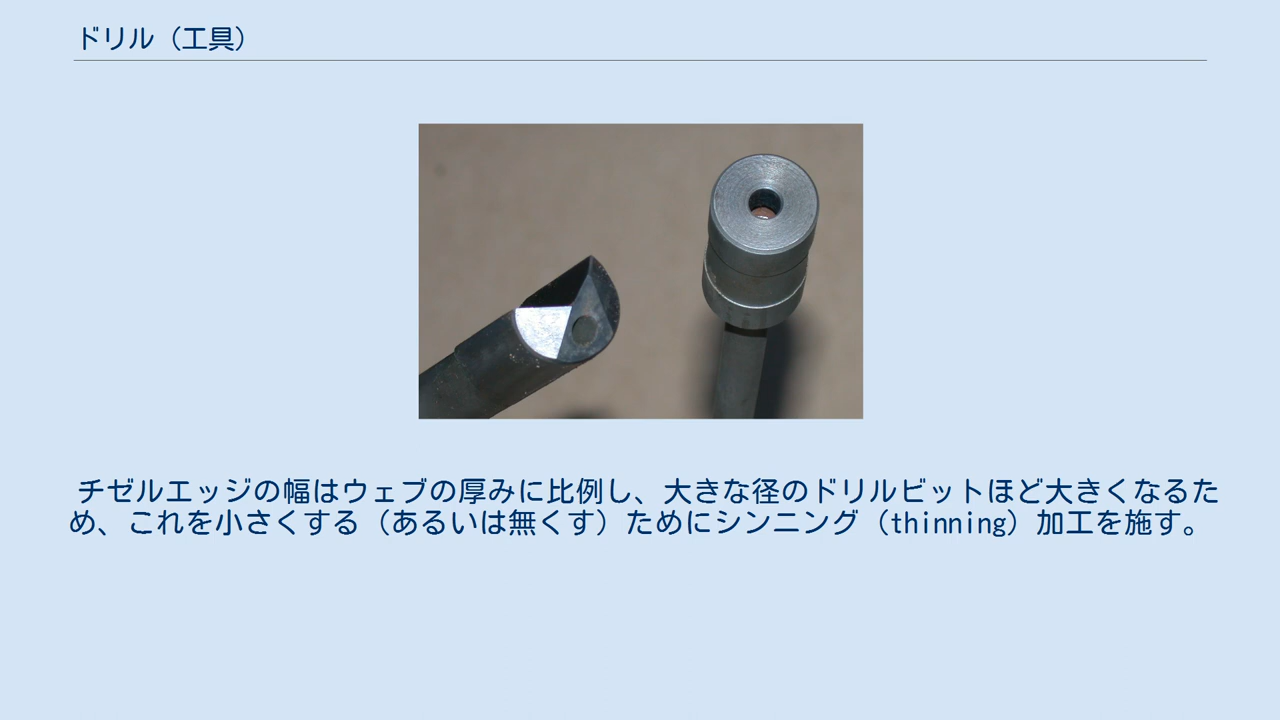 ドリル（工具）
チゼルエッジの幅はウェブの厚みに比例し、大きな径のドリルビットほど大きくなるた
め、これを小さくする（あるいは無くす）ためにシンニング（thinning）加工を施す。